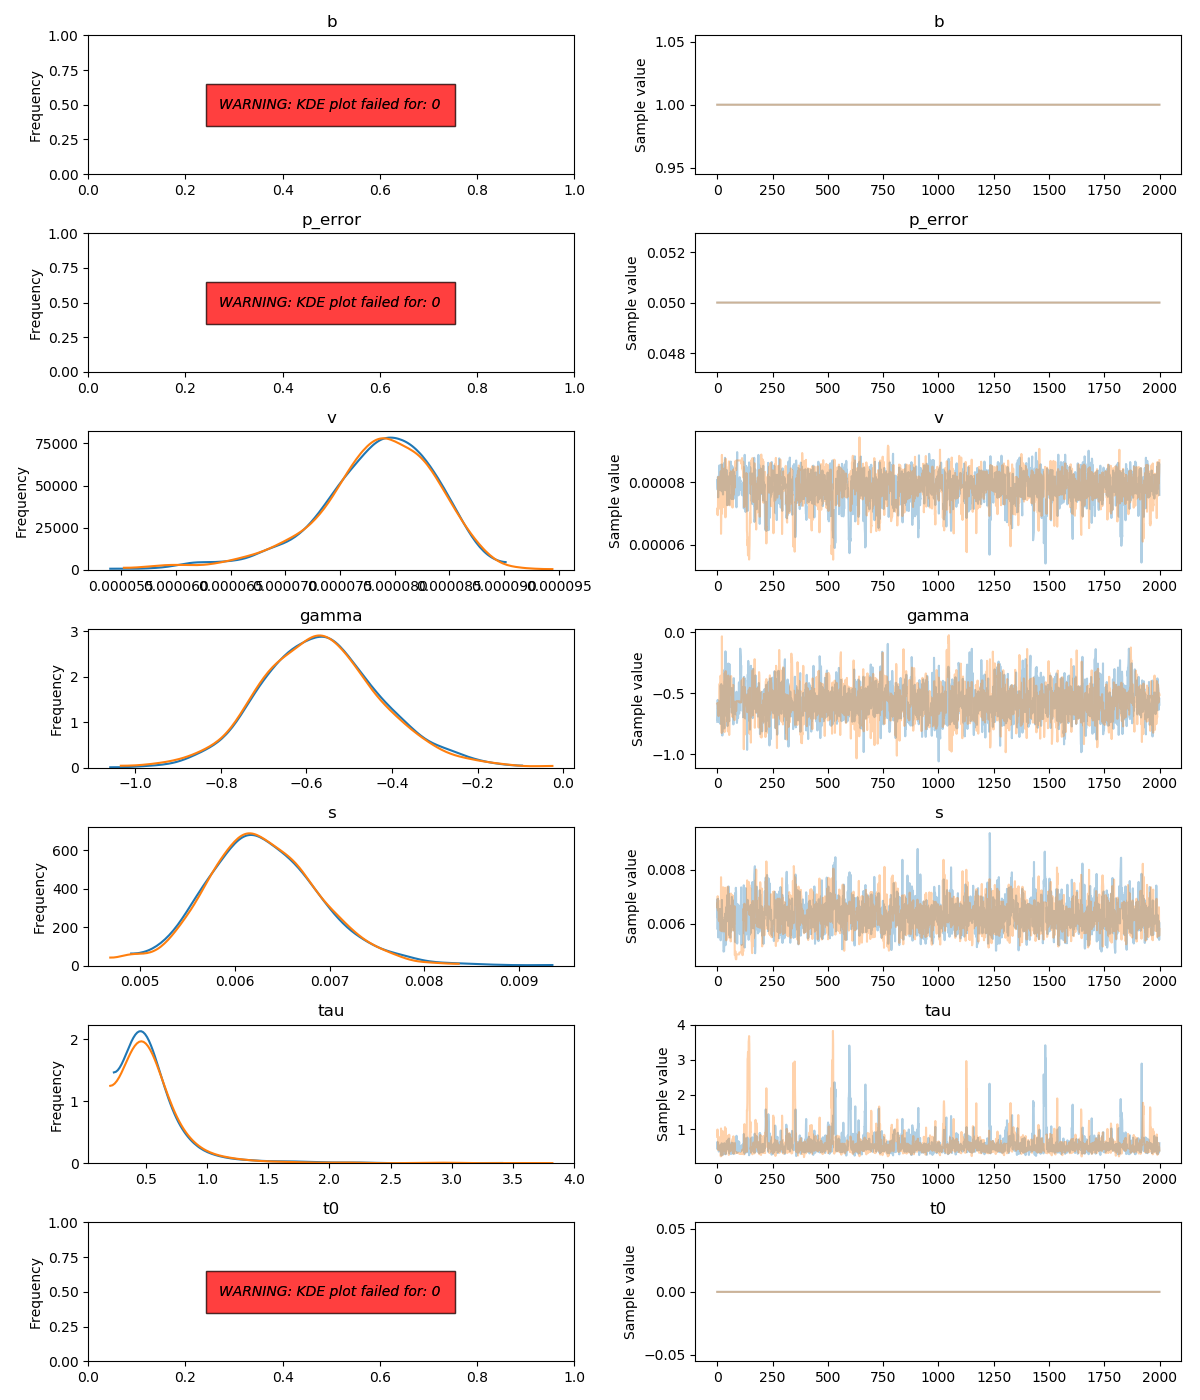 b b
Frequency 1.00 0.75 0.50 0.25 0.00
WARNING: KDE plot failed for: 0
0.0 0.2 0.4 0.6 0.8 1.0
Sample value 1.05 1.00 0.95
0 250 500 750 1000 1250 1500 1750 2000
p_error p_error
Frequency 1.00 0.75 0.50 0.25 0.00
WARNING: KDE plot failed for: 0
0.0 0.2 0.4 0.6 0.8 1.0
Sample value 0.052 0.050 0.048
0 250 500 750 1000 1250 1500 1750 2000
v v
Frequency 75000 50000 25000 0
0.000055 0.000060 0.000065 0.000070 0.000075 0.000080 0.000085 0.000090 0.000095
Sample value 0.00008 0.00006
0 250 500 750 1000 1250 1500 1750 2000
gamma gamma
Frequency 3 2 1 0
−1.0 −0.8 −0.6 −0.4 −0.2 0.0
Sample value 0.0 −0.5 −1.0
0 250 500 750 1000 1250 1500 1750 2000
s s
Frequency 600 400 200 0
0.005 0.006 0.007 0.008 0.009
Sample value 0.008 0.006
0 250 500 750 1000 1250 1500 1750 2000
tau tau
Frequency 2 1 0
0.5 1.0 1.5 2.0 2.5 3.0 3.5 4.0
Sample value 4 3 2 1
0 250 500 750 1000 1250 1500 1750 2000
t0 t0
Frequency 1.00 0.75 0.50 0.25 0.00
WARNING: KDE plot failed for: 0
0.0 0.2 0.4 0.6 0.8 1.0
Sample value 0.05 0.00 −0.05
0 250 500 750 1000 1250 1500 1750 2000